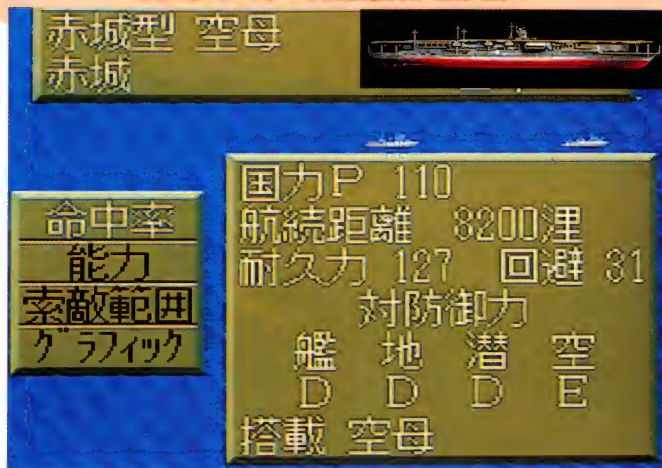 赤城型 空母
赤城
命中率
能力
索敵範囲
グラフィック
国力P 110
航続距離 8200浬
耐久力 127 回避 31
対防御力
艦 地 潜 空
D D D E
搭載 空母